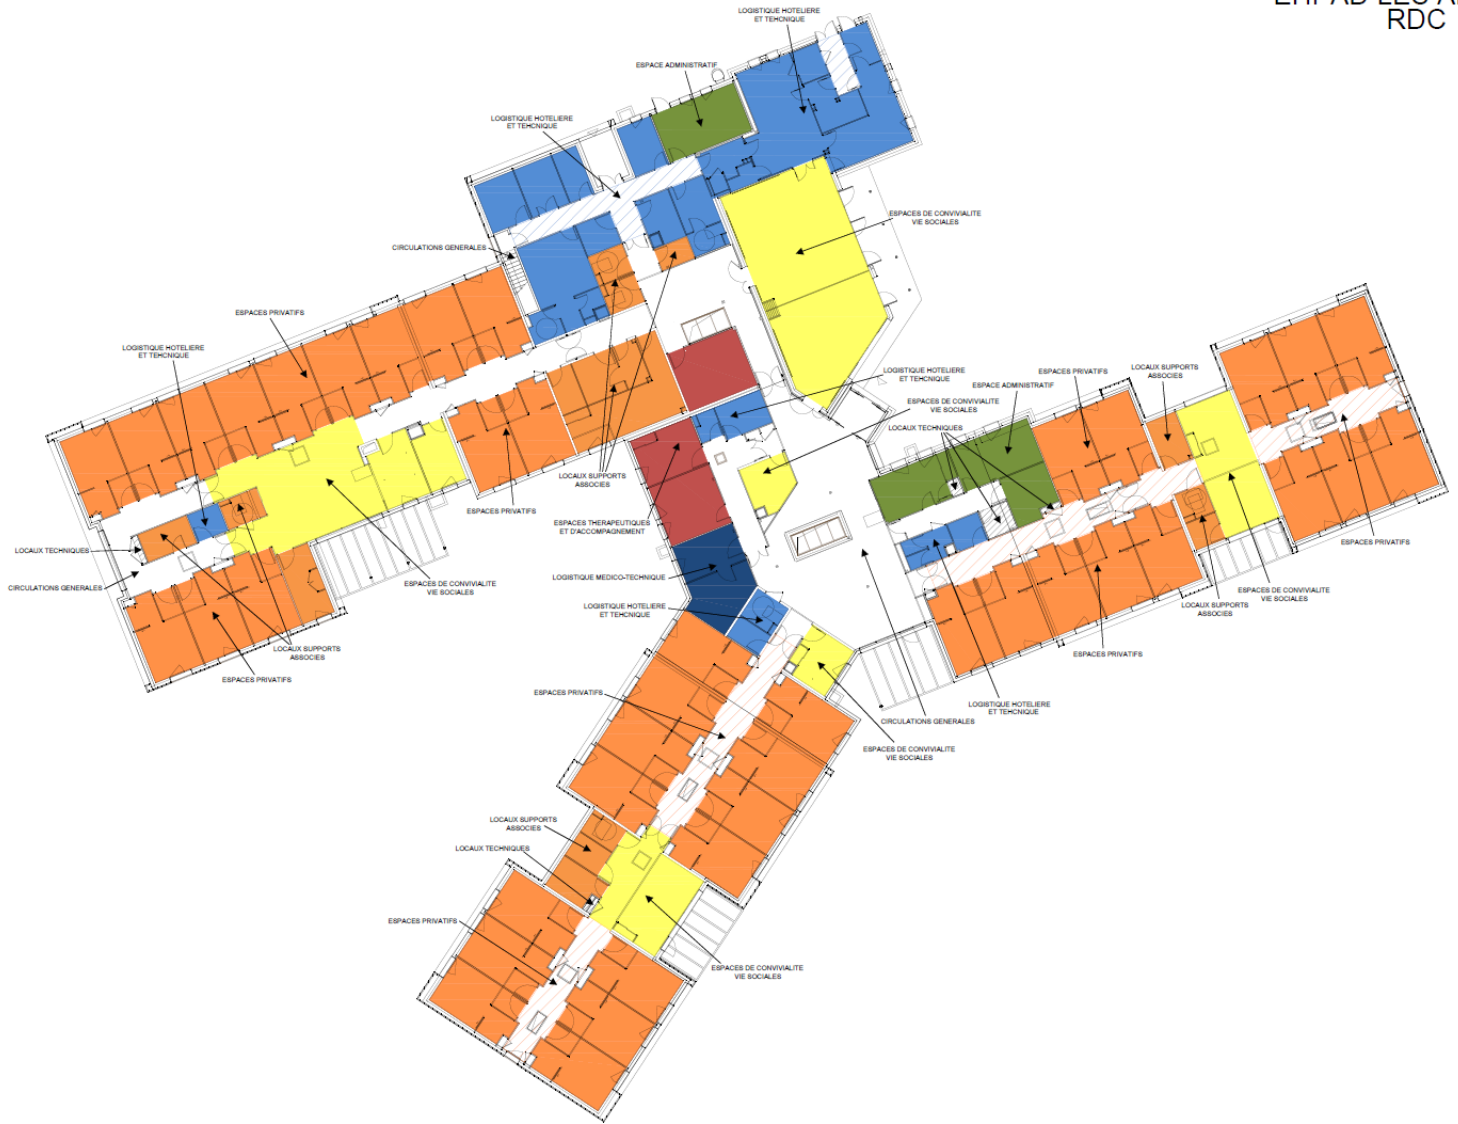 RDC
LOGISTIQUE HOTELIERE
ET TEHCNIQUE
ESPACE ADMINISTRATIF
LOGISTIQUE HOTELIERE
ET TEHCNIQUE
ESPACES DE CONVIVIALITE
VIE SOCIALES
CIRCULATIONS GENERALES
ESPACES PRIVATIFS
LOGISTIQUE HOTELIERE
ET TEHCNIQUE
LOGISTIQUE HOTELIERE
ET TEHCNIQUE
ESPACES DE CONVIVIALITE
VIE SOCIALES
ESPACE ADMINISTRATIF
ESPACES PRIVATIFS
LOCAUX SUPPORTS
ASSOCIES
LOCAUX TECHNIQUES
LOCAUX SUPPORTS
ASSOCIES
ESPACES PRIVATIFS
ESPACES THERAPEUTIQUES
ET D'ACCOMPAGNEMENT
ESPACES PRIVATIFS
LOCAUX TECHNIQUES
CIRCULATIONS GENERALES
ESPACES DE CONVIVIALITE
VIE SOCIALES
LOGISTIQUE MEDICO-TECHNIQUE
LOGISTIQUE HOTELIERE
ET TEHCNIQUE
ESPACES DE CONVIVIALITE
VIE SOCIALES
LOCAUX SUPPORTS
ASSOCIES
LOCAUX SUPPORTS
ASSOCIES
ESPACES PRIVATIFS
ESPACES PRIVATIFS
ESPACES PRIVATIFS
LOGISTIQUE HOTELIERE
ET TEHCNIQUE
CIRCULATIONS GENERALES
ESPACES DE CONVIVIALITE
VIE SOCIALES
LOCAUX SUPPORTS
ASSOCIES
LOCAUX TECHNIQUES
ESPACES PRIVATIFS
ESPACES DE CONVIVIALITE
VIE SOCIALES